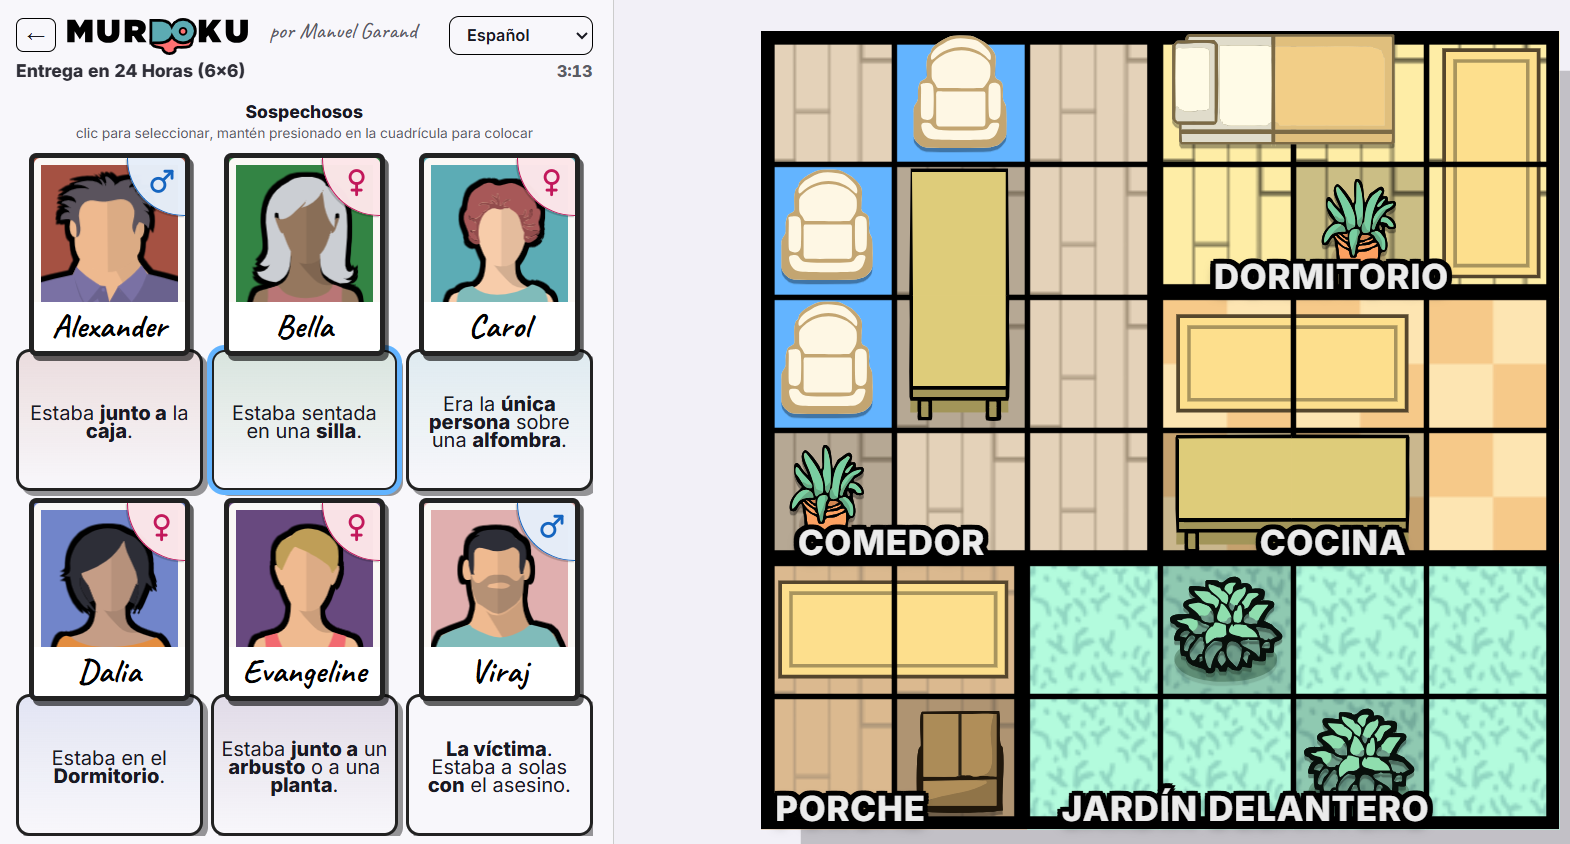 ←
MURDOKU
por Manuel Garand
Español
Entrega en 24 Horas (6×6)
3:13
Sospechosos
clic para seleccionar, mantén presionado en la cuadrícula para colocar
Alexander
Bella
Carol
Estaba junto a la
caja.
Estaba sentada
en una silla.
Era la única
persona sobre
una alfombra.
Dalia
Evangeline
Viraj
Estaba en el
Dormitorio.
Estaba junto a un
arbusto o a una
planta.
La víctima.
Estaba a solas
con el asesino.
DORMITORIO
COMEDOR
COCINA
PORCHE
JARDÍN DELANTERO